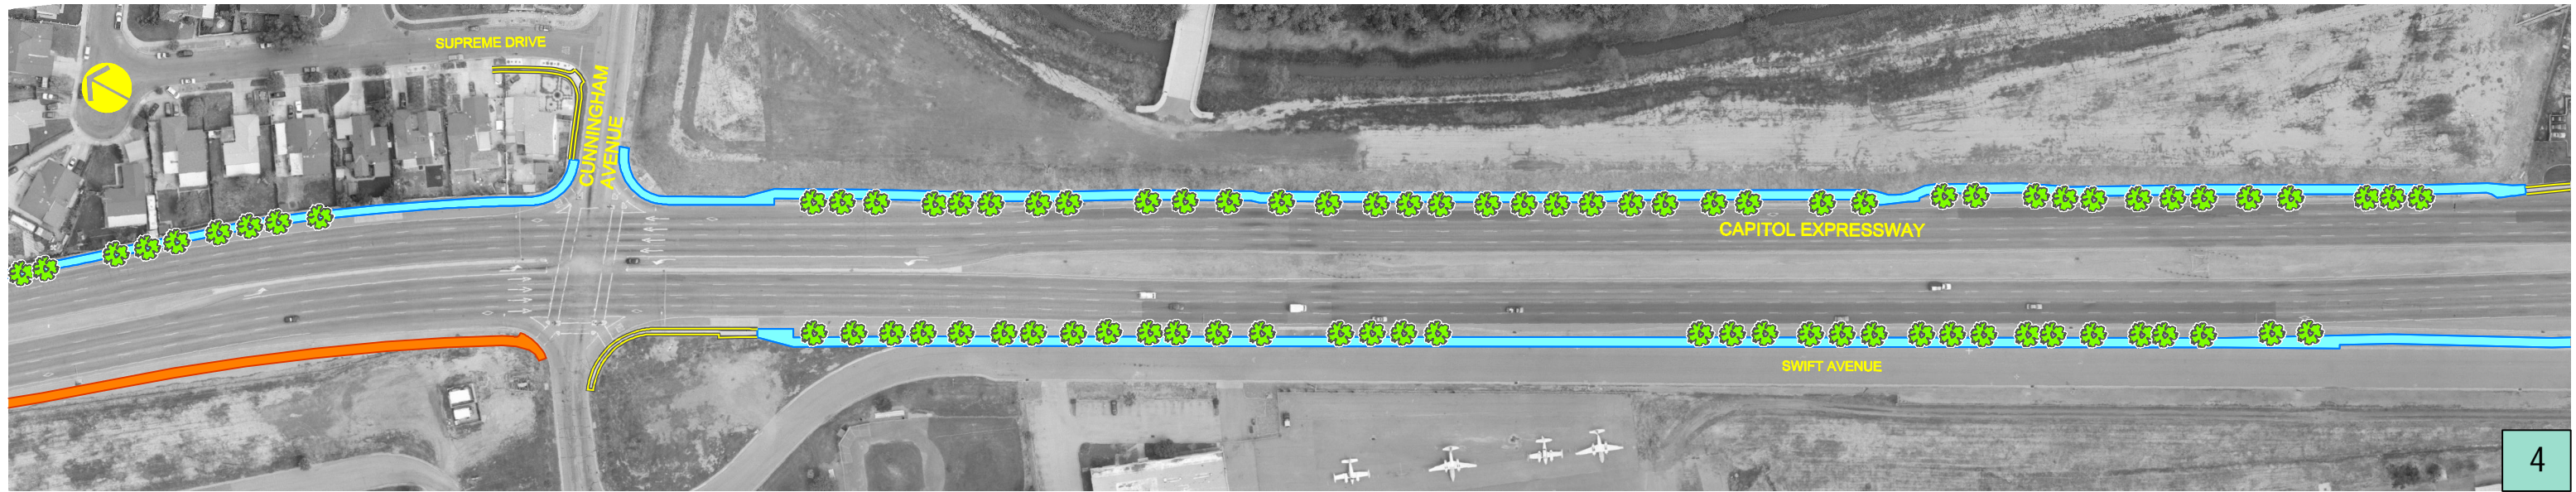 SUPREME DRIVE
CUNNINGHAM
AVENUE
CAPITOL EXPRESSWAY
SWIFT AVENUE
4